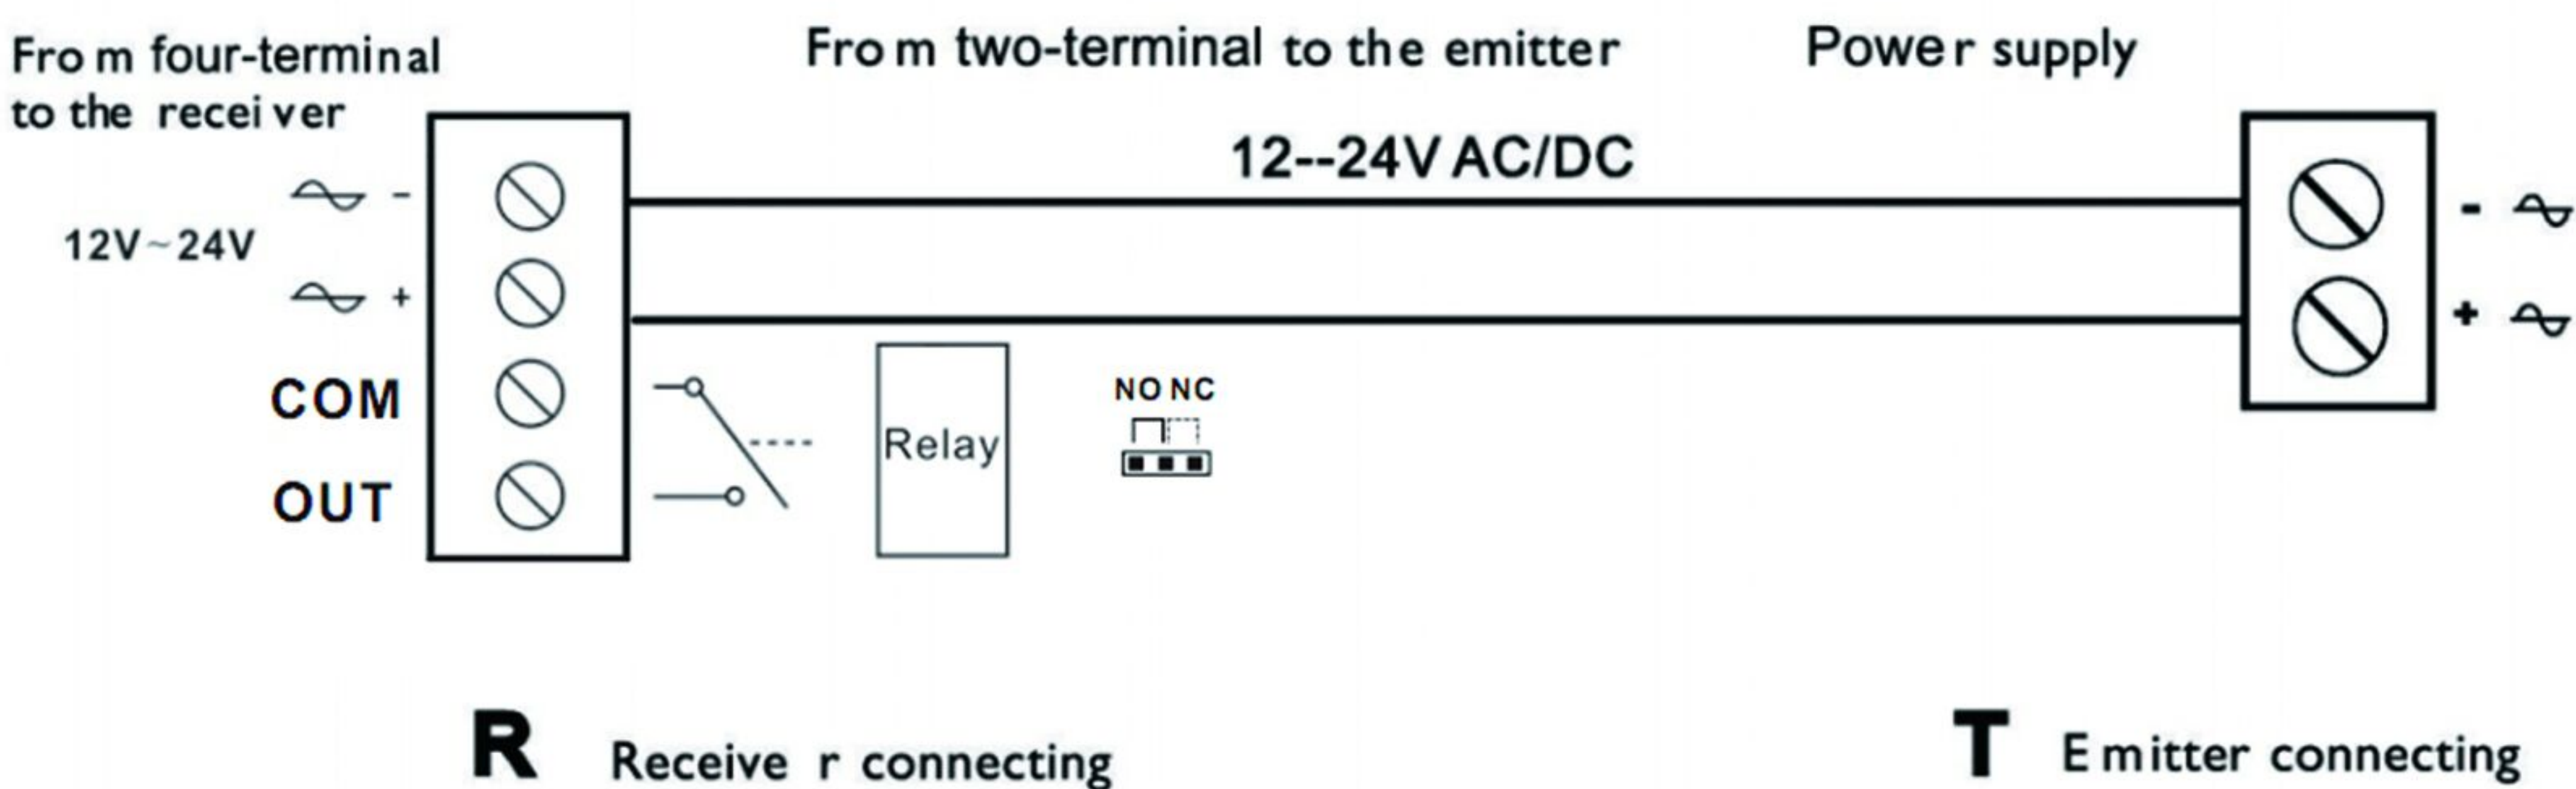 From four-terminal
to the receiver
From two-terminal to the emitter
Power supply
12--24V AC/DC
-
12V~24V
+
COM
OUT
Relay
NO NC
-
+
R Receiver connecting
T Emitter connecting